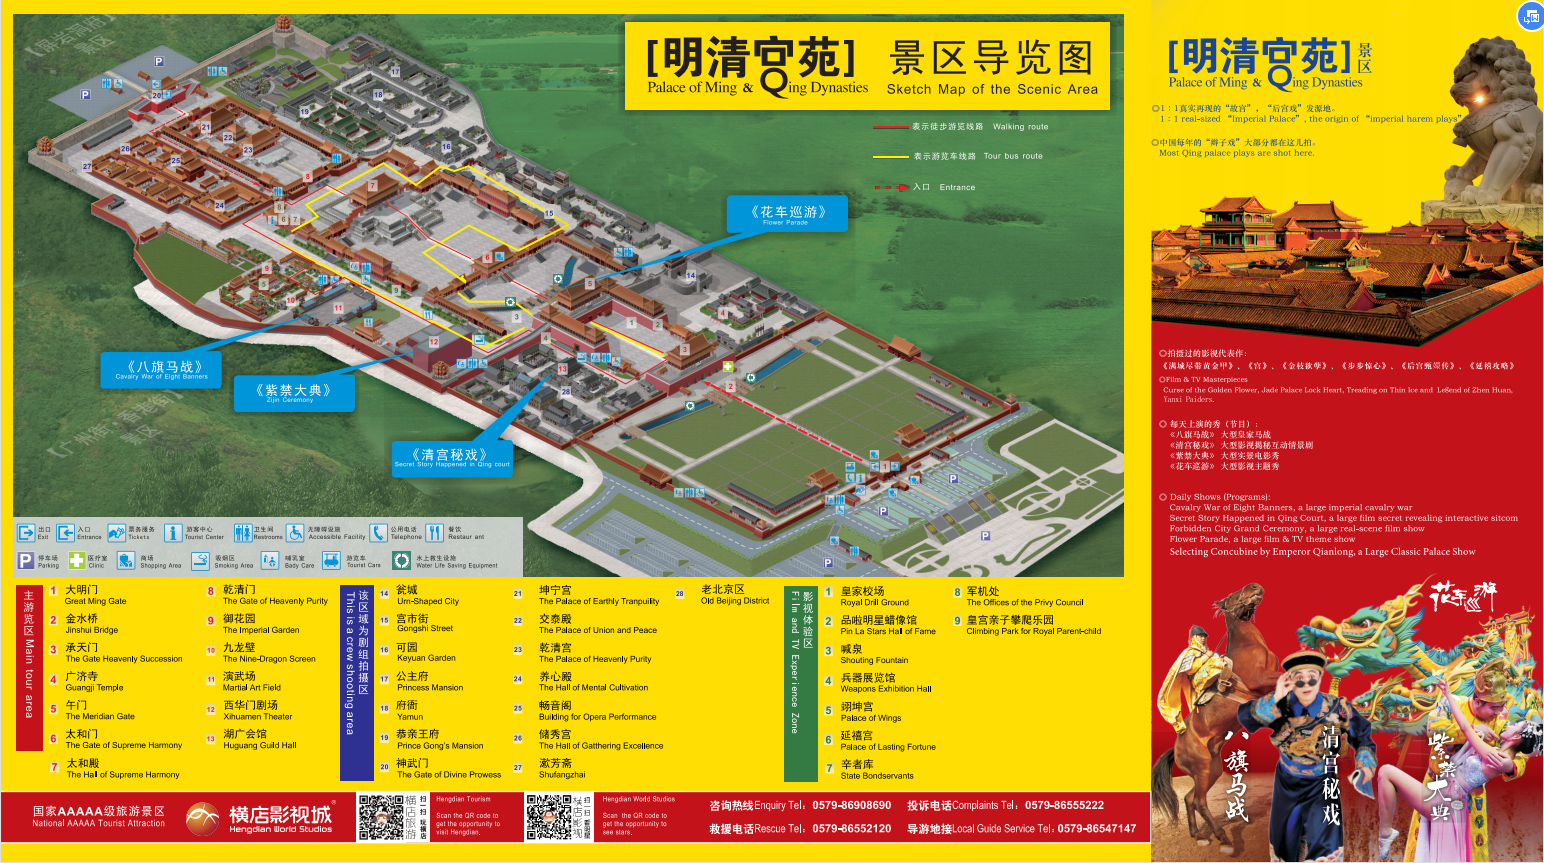 [明清宫苑] 景区导览图
Palace of Ming & Qing Dynasties Sketch Map of the Scenic Area
表示徒步游览线路 Walking route
表示游览车线路 Tour bus route
入口 Entrance
《花车巡游》
Flower Parade
《八旗马战》
Cavalry War of Eight Banners
《紫禁大典》
Zijin Ceremony
《清宫秘戏》
Secret Story Happened in Qing court
出口
Exit
入口
Entrance
票务服务
Tickets
游客中心
Tourist Center
卫生间
Restrooms
无障碍设施
Accessible Facility
公用电话
Telephone
餐饮
Restaur ant
停车场
Parking
医疗室
Clinic
商场
Shopping Area
吸烟区
Smoking Area
哺乳室
Bady Care
游览车
Tourist Cars
水上救生设施
Water Life Saving Equipment
主游览区 Main tour area
1 大明门
Great Ming Gate
2 金水桥
Jinshui Bridge
3 承天门
The Gate Heavenly Succession
4 广济寺
Guangji Temple
5 午门
The Meridian Gate
6 太和门
The Gate of Supreme Harmony
7 太和殿
The Hall of Supreme Harmony
8 乾清门
The Gate of Heavenly Purity
9 御花园
The Imperial Garden
10 九龙壁
The Nine-Dragon Screen
11 演武场
Martial Art Field
12 西华门剧场
Xihuamen Theater
13 湖广会馆
Huguang Guild Hall
该区域为剧组拍摄区
This is a crew shooting area
14 瓮城
Urn-Shaped City
15 宫市街
Gongshi Street
16 可园
Keyuan Garden
17 公主府
Princess Mansion
18 府衙
Yamun
19 恭亲王府
Prince Gong's Mansion
20 神武门
The Gate of Divine Prowess
21 坤宁宫
The Palace of Earthly Tranpuility
22 交泰殿
The Palace of Union and Peace
23 乾清宫
The Palace of Heavenly Purity
24 养心殿
The Hall of Mental Cultivation
25 畅音阁
Building for Opera Performance
26 储秀宫
The Hall of Gatthering Excellence
27 漱芳斋
Shufangzhai
28 老北京区
Old Beijing District
影视体验区
Film and TV Experience Zone
1 皇家校场
Royal Drill Ground
2 品啦明星蜡像馆
Pin La Stars Hall of Fame
3 喊泉
Shouting Fountain
4 兵器展览馆
Weapons Exhibition Hall
5 翊坤宫
Palace of Wings
6 延禧宫
Palace of Lasting Fortune
7 辛者库
State Bondservants
8 军机处
The Offices of the Privy Council
9 皇宫亲子攀爬乐园
Climbing Park for Royal Parent-child
国家AAAAA级旅游景区
National AAAAA Tourist Attraction
横店影视城
Hengdian World Studios
横店旅游
扫一扫 玩横店
Hengdian Tourism
Scan the QR code to
get the opportunity to
visit Hengdian.
横店影视
Hengdian World Studios
Scan the QR code to
get the opportunity to
see stars.
咨询热线Enquiry Tel: 0579-86908690 投诉电话Complaints Tel: 0579-86555222
救援电话Rescue Tel: 0579-86552120 导游地接Local Guide Service Tel: 0579-86547147
[明清宫苑] 景区
Palace of Ming & Qing Dynasties
◎1：1真实再现的“故宫”，“后宫戏”发源地。
1：1 real-sized “Imperial Palace”, the origin of “imperial harem plays”
◎中国每年的“辫子戏”大部分都在这儿拍。
Most Qing palace plays are shot here.
◎拍摄过的影视代表作:
《满城尽带黄金甲》、《宫》、《金枝欲孽》、《步步惊心》、《后宫甄嬛传》、《延禧攻略》
◎Film & TV Masterpieces
Curse of the Golden Flower, Jade Palace Lock Heart, Treading on Thin Ice and LeSend of Zhen Huan,
Yanxi Paiders.
◎ 每天上演的秀（节目）:
《八旗马战》 大型皇家马战
《清宫秘戏》 大型影视揭秘互动情景剧
《紫禁大典》 大型实景电影秀
《花车巡游》 大型影视主题秀
◎ Daily Shows (Programs):
Cavalry War of Eight Banners, a large imperial cavalry war
Secret Story Happened in Qing Court, a large film secret revealing interactive sitcom
Forbidden City Grand Ceremony, a large real-scene film show
Flower Parade, a large film & TV theme show
Selecting Concubine by Emperor Qianlong, a Large Classic Palace Show
花车巡游
八旗马战
清宫秘戏
紫禁大典